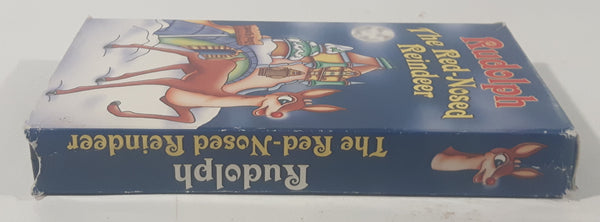 Rudolph
The Red-Nosed
Reindeer
Rudolph
The Red-Nosed Reindeer